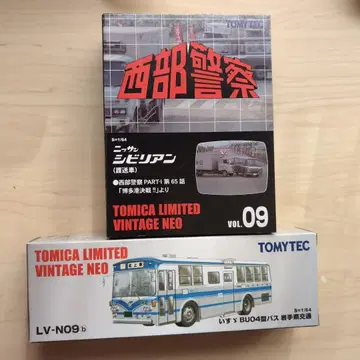 TOMYTEC
西部警察
S=1/64
ニッサン
シビリアン
(護送車)
●西部警察 PART-Ⅰ 第65話
「博多港決戦!!」より
TOMICA LIMITED
VINTAGE NEO
VOL.09
TOMICA LIMITED
VINTAGE NEO
TOMYTEC
LV-N09 b
S=1/64
いすゞBU04型バス 岩手県交通